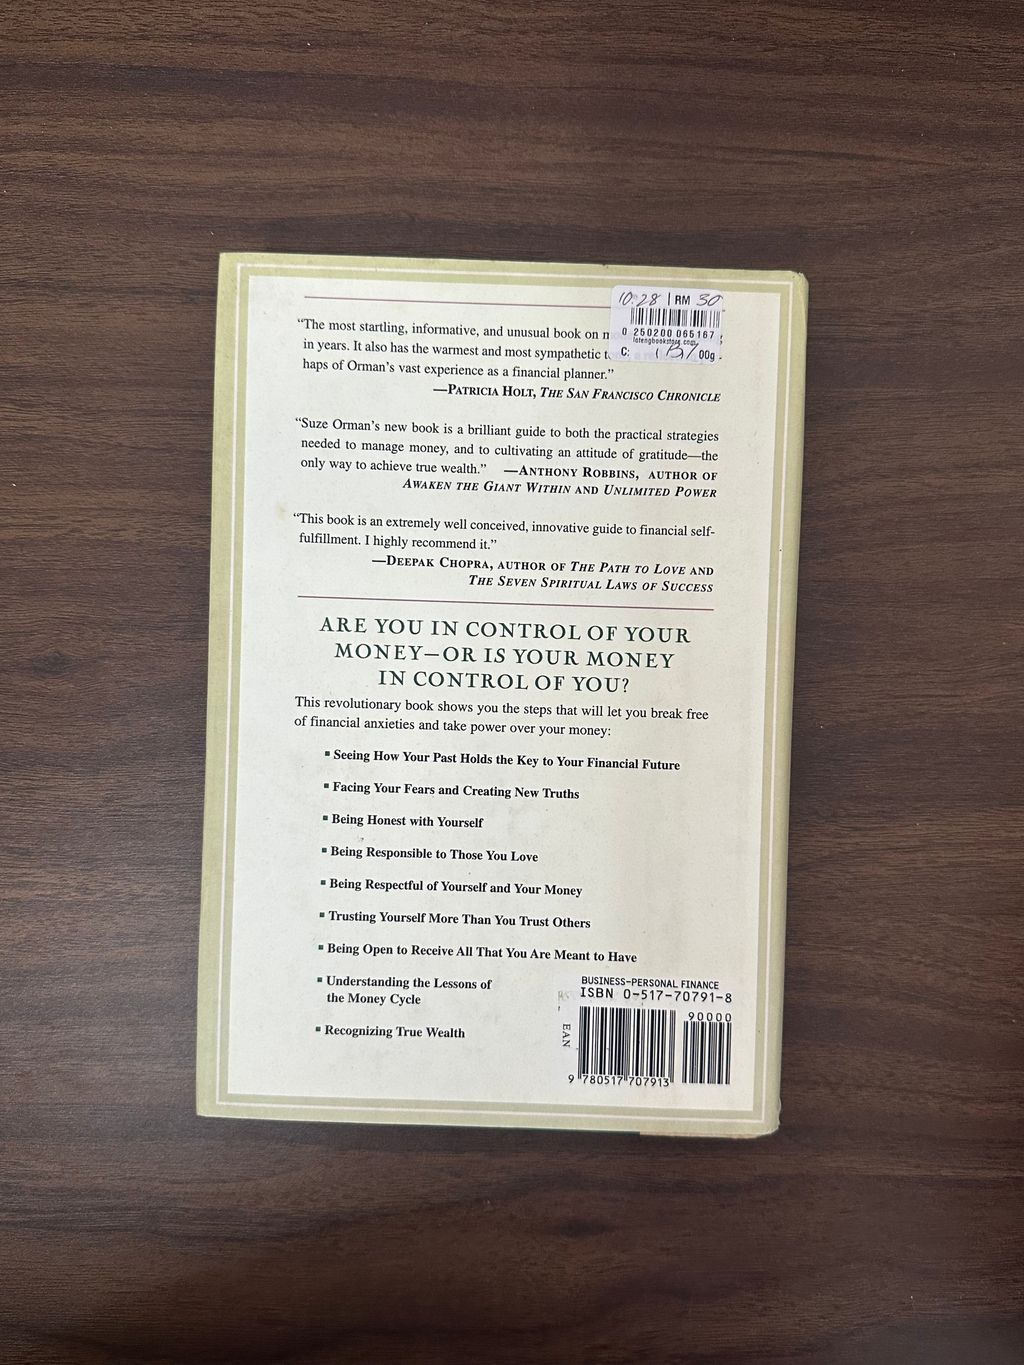 10.28 | RM 30
0 250200 065167
latengbookstore.com
C:
00g
“The most startling, informative, and unusual book on
in years. It also has the warmest and most sympathetic
haps of Orman’s vast experience as a financial planner.”
—PATRICIA HOLT, THE SAN FRANCISCO CHRONICLE
“Suze Orman’s new book is a brilliant guide to both the practical strategies
needed to manage money, and to cultivating an attitude of gratitude—the
only way to achieve true wealth.” —ANTHONY ROBBINS, AUTHOR OF
AWAKEN THE GIANT WITHIN AND UNLIMITED POWER
“This book is an extremely well conceived, innovative guide to financial self-
fulfillment. I highly recommend it.”
—DEEPAK CHOPRA, AUTHOR OF THE PATH TO LOVE AND
THE SEVEN SPIRITUAL LAWS OF SUCCESS
ARE YOU IN CONTROL OF YOUR
MONEY—OR IS YOUR MONEY
IN CONTROL OF YOU?
This revolutionary book shows you the steps that will let you break free
of financial anxieties and take power over your money:
▪ Seeing How Your Past Holds the Key to Your Financial Future
▪ Facing Your Fears and Creating New Truths
▪ Being Honest with Yourself
▪ Being Responsible to Those You Love
▪ Being Respectful of Yourself and Your Money
▪ Trusting Yourself More Than You Trust Others
▪ Being Open to Receive All That You Are Meant to Have
▪ Understanding the Lessons of
the Money Cycle
▪ Recognizing True Wealth
BUSINESS-PERSONAL FINANCE
ISBN 0-517-70791-8
90000
EAN
9 780517 707913